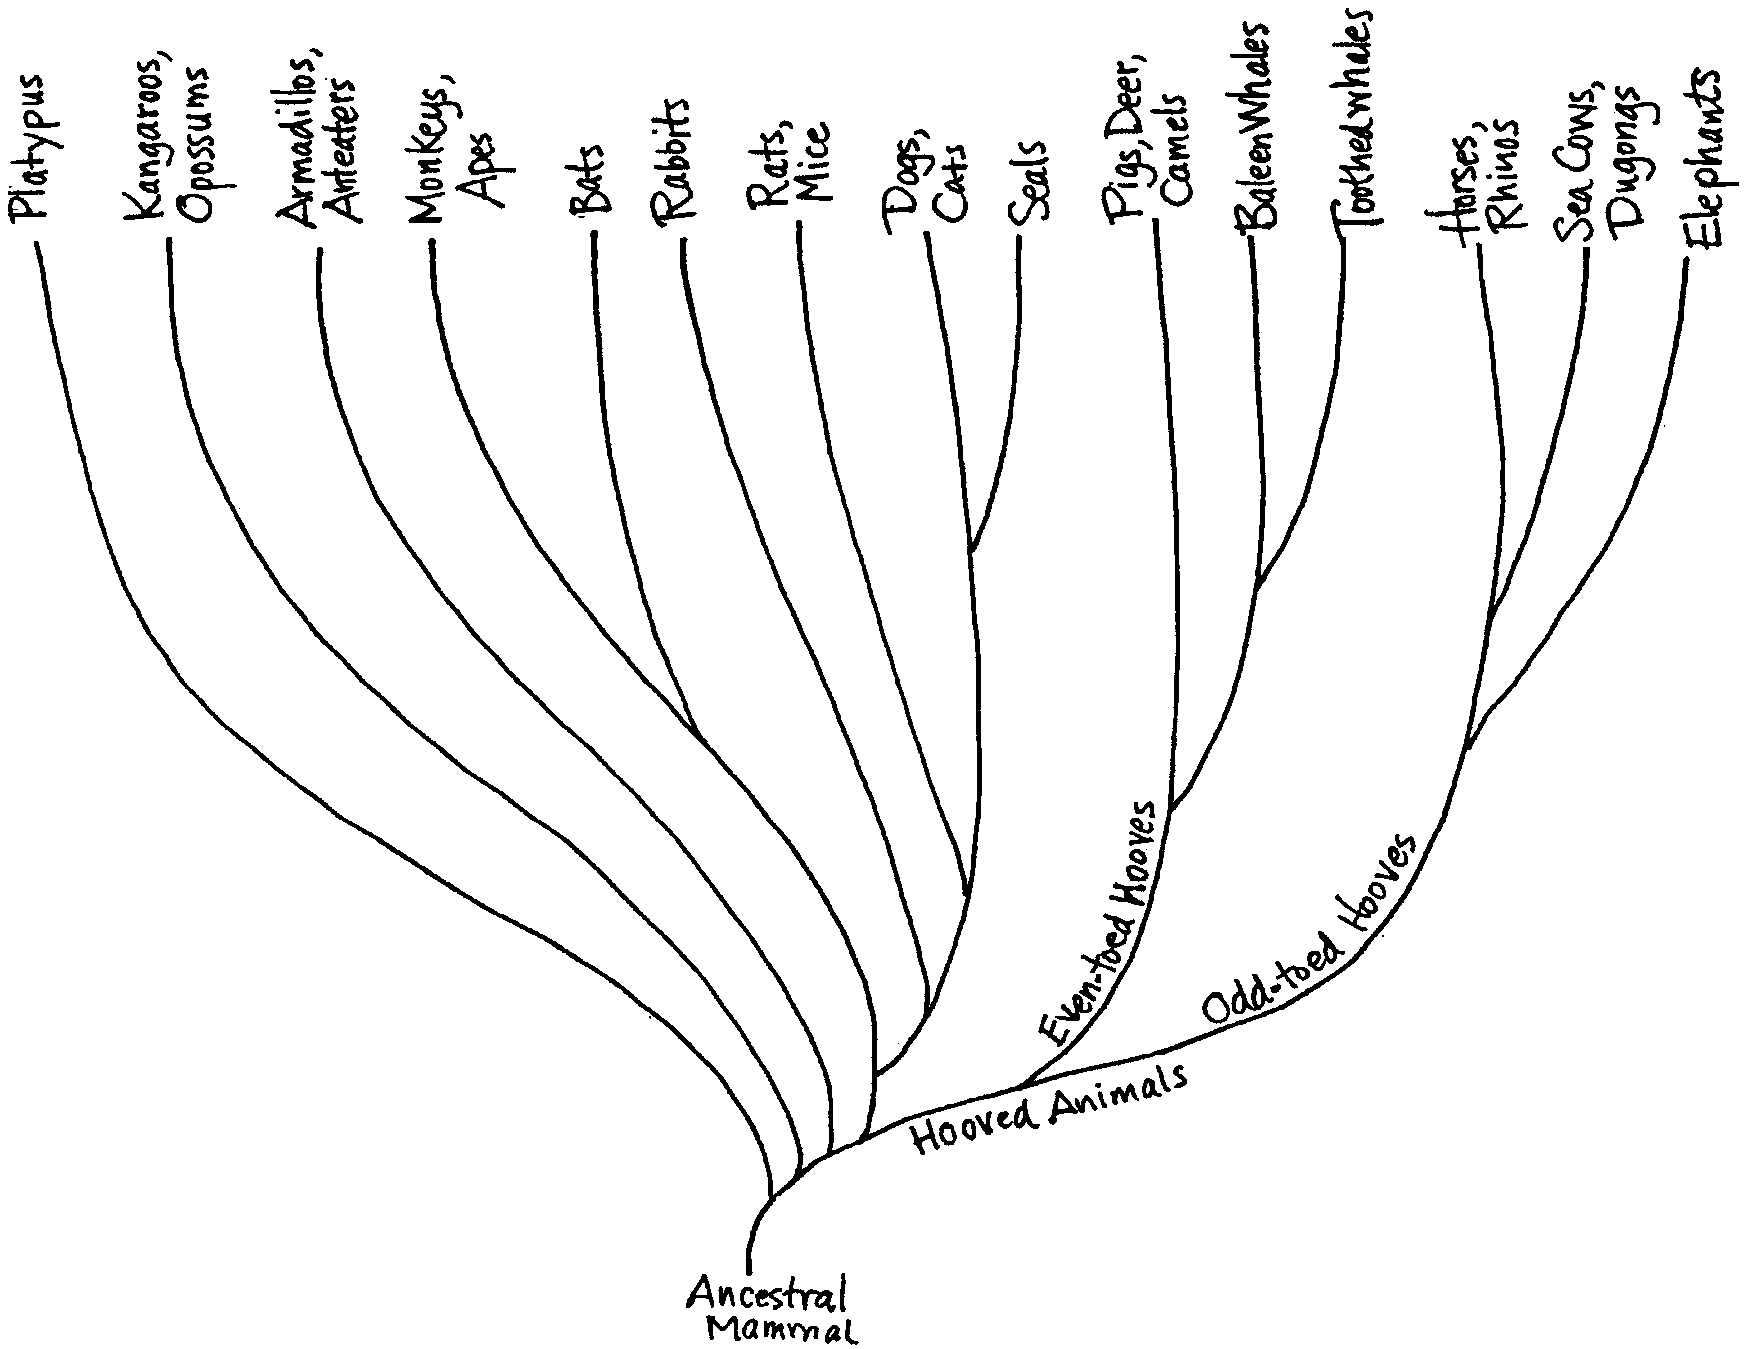 Platypus
Kangaroos,
Opossums
Armadillos,
Anteaters
Monkeys,
Apes
Bats
Rabbits
Rats,
Mice
Dogs,
Cats
Seals
Pigs, Deer,
Camels
Baleen Whales
Toothed whales
Horses,
Rhinos
Sea Cows,
Dugongs
Elephants
Even-toed Hooves
Odd-toed Hooves
Hooved Animals
Ancestral
Mammal